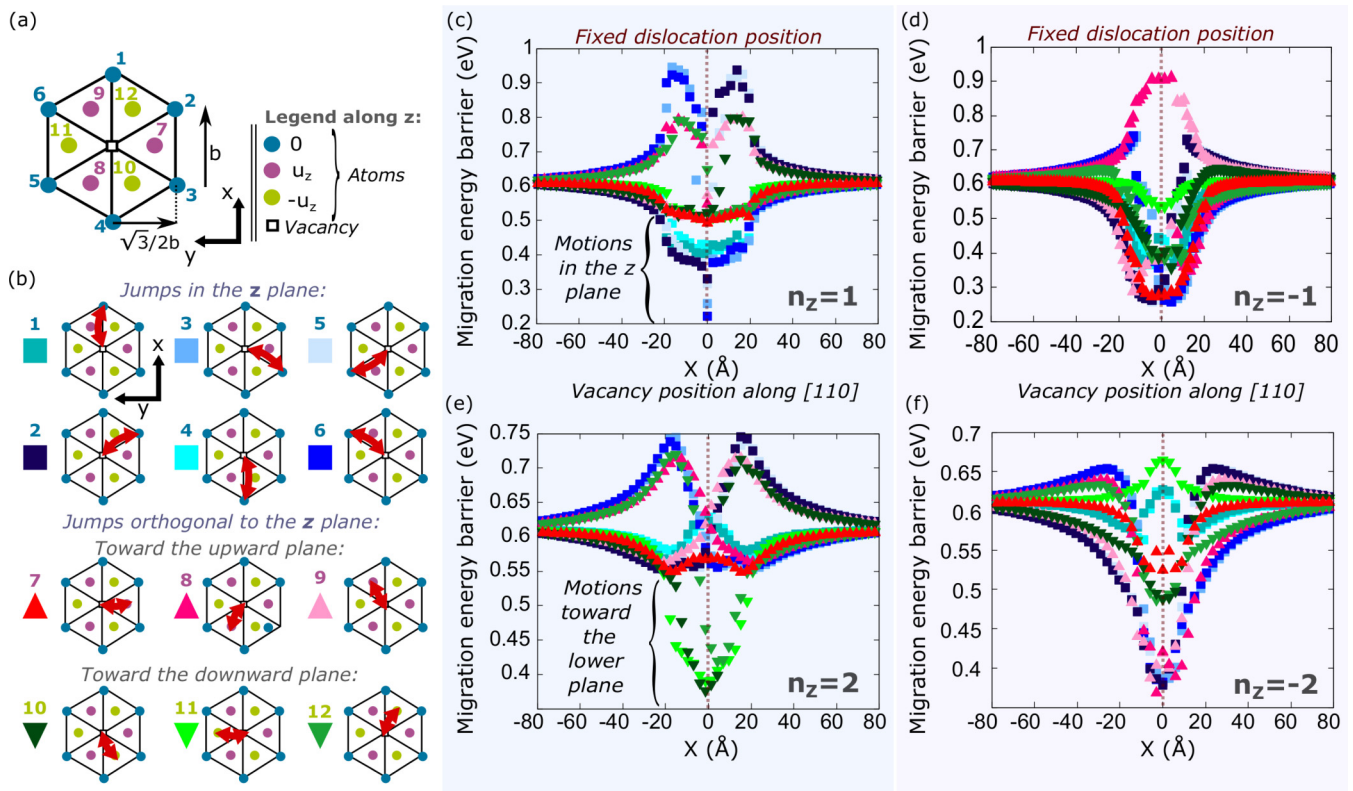 (a)
1
6
9
12
2
11
7
8
10
5
3
4
b
√3/2b
x
y
Legend along z:
0
u_z
-u_z
Atoms
Vacancy
(b)
Jumps in the z plane:
1
3
5
x
y
2
4
6
Jumps orthogonal to the z plane:
Toward the upward plane:
7
8
9
Toward the downward plane:
10
11
12
(c)
Fixed dislocation position
Migration energy barrier (eV)
1
0.9
0.8
0.7
0.6
0.5
0.4
0.3
0.2
Motions
in the z
plane
n_z=1
-80 -60 -40 -20 0 20 40 60 80
X (Å)
(d)
Fixed dislocation position
Migration energy barrier (eV)
1
0.9
0.8
0.7
0.6
0.5
0.4
0.3
0.2
n_z=-1
-80 -60 -40 -20 0 20 40 60 80
X (Å)
Vacancy position along [110]
(e)
Migration energy barrier (eV)
0.75
0.7
0.65
0.6
0.55
0.5
0.45
0.4
Motions
toward
the
lower
plane
n_z=2
-80 -60 -40 -20 0 20 40 60 80
X (Å)
Vacancy position along [110]
(f)
Migration energy barrier (eV)
0.7
0.65
0.6
0.55
0.5
0.45
0.4
n_z=-2
-80 -60 -40 -20 0 20 40 60 80
X (Å)